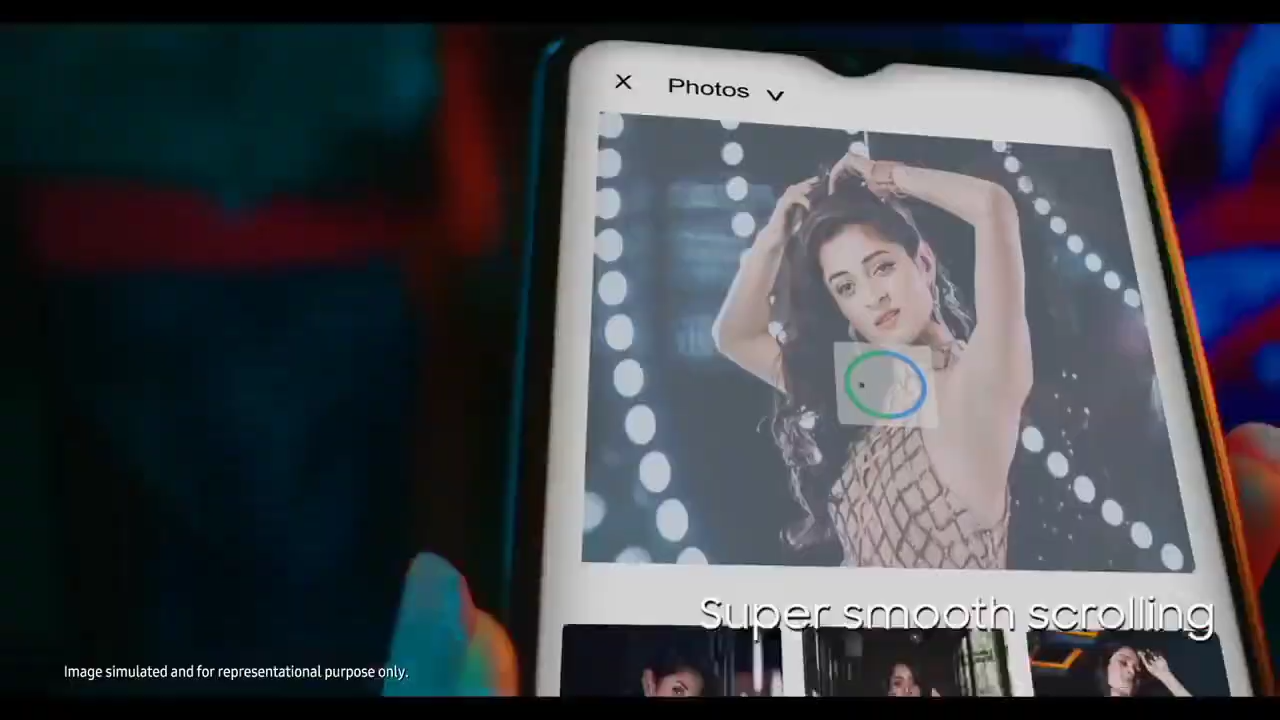 Photos
Super smooth scrolling
Image simulated and for representational purpose only.